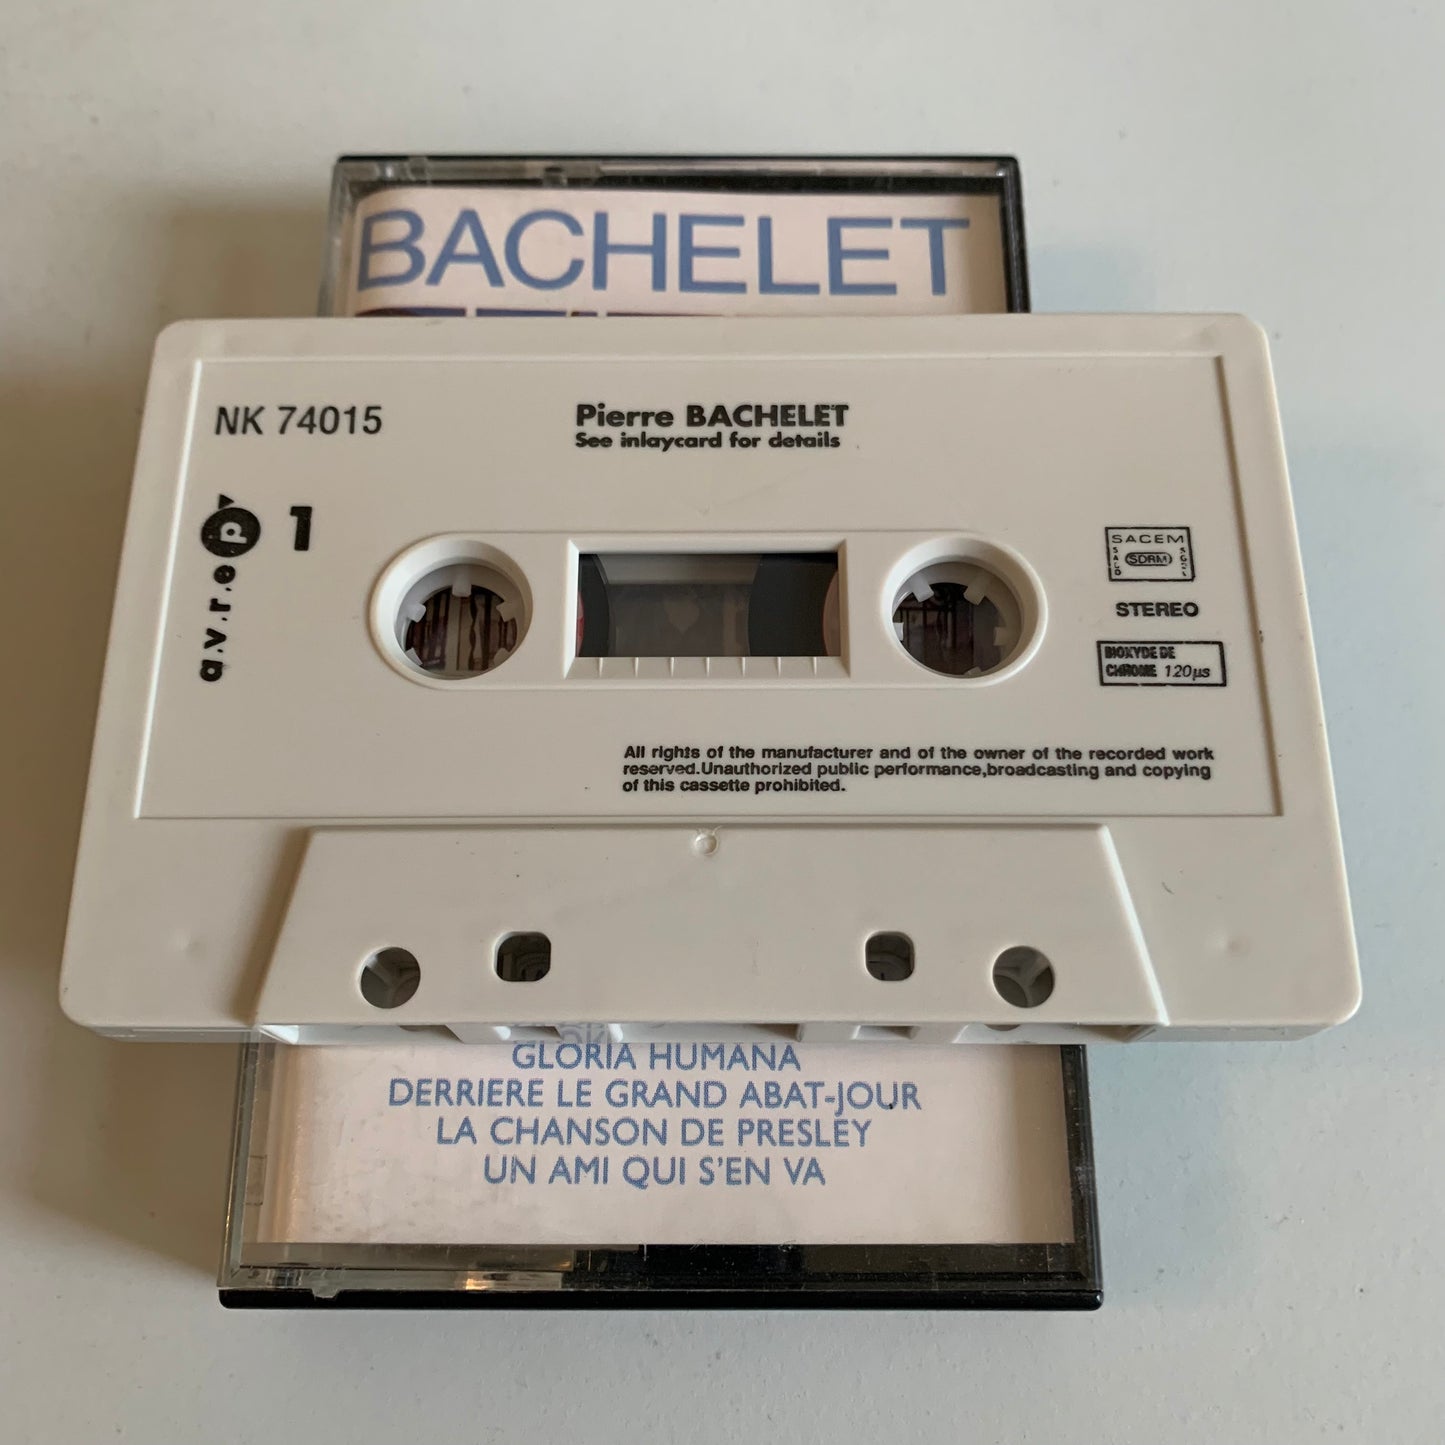 BACHELET
NK 74015
Pierre BACHELET
See inlaycard for details
a.v.r.e.p
1
SACEM
SACD
SDRM
SGDL
STEREO
BIOXYDE DE
CHROME 120µs
All rights of the manufacturer and of the owner of the recorded work
reserved.Unauthorized public performance,broadcasting and copying
of this cassette prohibited.
GLORIA HUMANA
DERRIERE LE GRAND ABAT-JOUR
LA CHANSON DE PRESLEY
UN AMI QUI S'EN VA